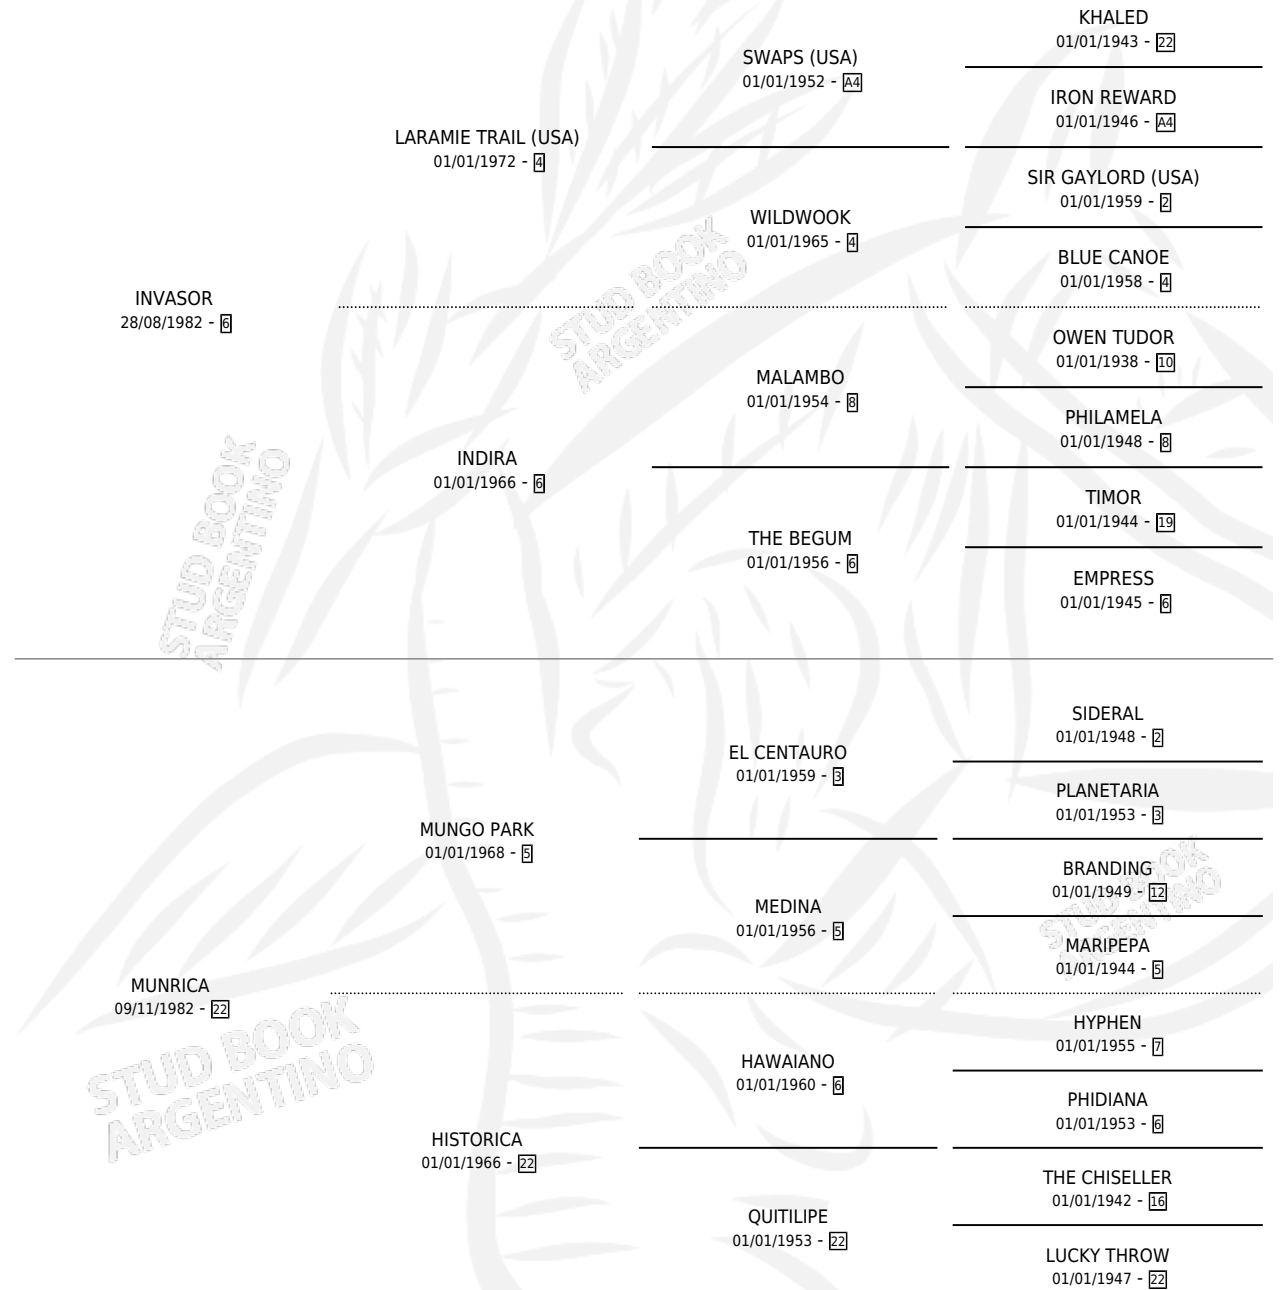 KHALED
01/01/1943 - 22
SWAPS (USA)
01/01/1952 - A4
IRON REWARD
01/01/1946 - A4
LARAMIE TRAIL (USA)
01/01/1972 - 4
SIR GAYLORD (USA)
01/01/1959 - 2
WILDWOOK
01/01/1965 - 4
BLUE CANOE
01/01/1958 - 4
INVASOR
28/08/1982 - 6
OWEN TUDOR
01/01/1938 - 10
MALAMBO
01/01/1954 - 8
PHILAMELA
01/01/1948 - 8
INDIRA
01/01/1966 - 6
TIMOR
01/01/1944 - 19
THE BEGUM
01/01/1956 - 6
EMPRESS
01/01/1945 - 6
SIDERAL
01/01/1948 - 2
EL CENTAURO
01/01/1959 - 3
PLANETARIA
01/01/1953 - 3
MUNGO PARK
01/01/1968 - 5
BRANDING
01/01/1949 - 12
MEDINA
01/01/1956 - 5
MARIPEPA
01/01/1944 - 5
MUNRICA
09/11/1982 - 22
HYPHEN
01/01/1955 - 7
HAWAIANO
01/01/1960 - 6
PHIDIANA
01/01/1953 - 6
HISTORICA
01/01/1966 - 22
THE CHISELLER
01/01/1942 - 16
QUITILIPE
01/01/1953 - 22
LUCKY THROW
01/01/1947 - 22
STUD BOOK
ARGENTINO
STUD BOOK
ARGENTINO
STUD BOOK
ARGENTINO
STUD BOOK
ARGENTINO